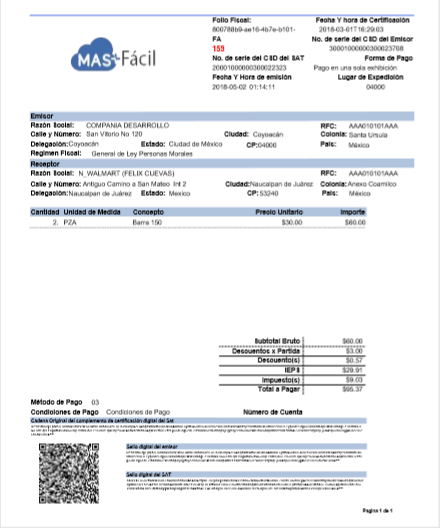 Folio Fiscal:
Fecha Y hora de Certificación
800788b9-ae16-4b7e-b101-
2018-03-01T16:29:03
FA
No. de serie del CSD del Emisor
159
30001000000300023708
No. de serie del CSD del SAT
Forma de Pago
20001000000300022323
Pago en una sola exhibición
Fecha Y Hora de emisión
Lugar de Expedición
2018-05-02 01:14:11
04000
MAS-Fácil
Emisor
Razón Social: COMPANIA DESARROLLO RFC: AAA010101AAA
Calle y Número: San Vitorio No 120 Ciudad: Coyoacán Colonia: Santa Ursula
Delegación: Coyoacán Estado: Ciudad de México CP: 04000 País: México
Regimen Fiscal: General de Ley Personas Morales
Receptor
Razón Social: N_WALMART (FELIX CUEVAS) RFC: AAA010101AAA
Calle y Número: Antiguo Camino a San Mateo Int 2 Ciudad: Naucalpan de Juárez Colonia: Anexo Coamilco
Delegación: Naucalpan de Juárez Estado: Mexico CP: 53240 País: México
Cantidad Unidad de Medida Concepto Precio Unitario Importe
2. PZA Barra 150 $30.00 $60.00
Subtotal Bruto $60.00
Descuentos x Partida $3.00
Descuento(s) $0.57
IEPS $29.91
Impuesto(s) $9.03
Total a Pagar $95.37
Método de Pago 03
Condiciones de Pago Condiciones de Pago Número de Cuenta
Cadena Original del complemento de certificación digital del Sat
Sello digital del emisor
Sello digital del SAT
Pagina 1 de 1